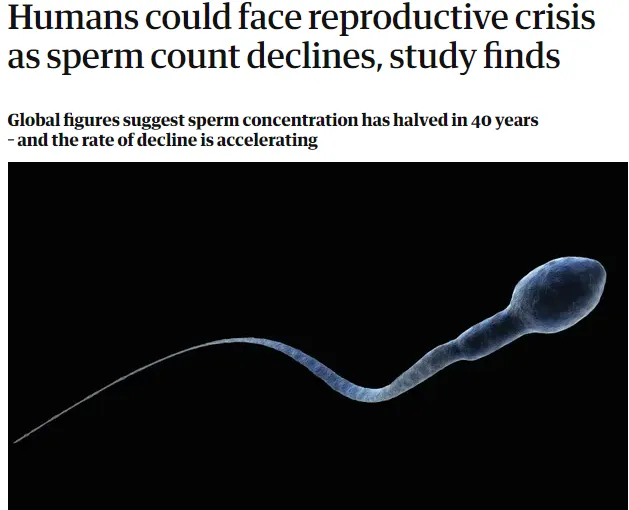 Humans could face reproductive crisis
as sperm count declines, study finds
Global figures suggest sperm concentration has halved in 40 years
– and the rate of decline is accelerating